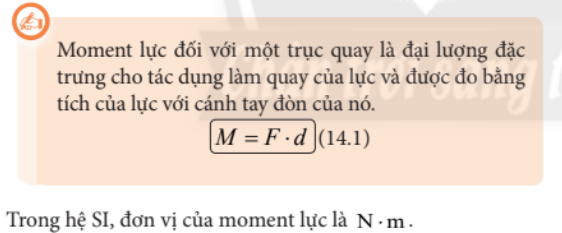 Moment lực đối với một trục quay là đại lượng đặc
trưng cho tác dụng làm quay của lực và được đo bằng
tích của lực với cánh tay đòn của nó.
M = F · d (14.1)
Trong hệ SI, đơn vị của moment lực là N · m .